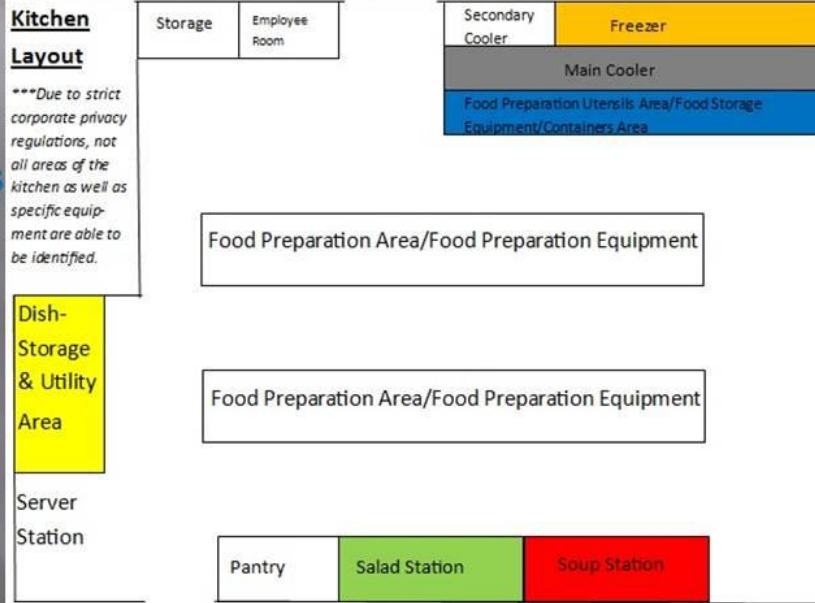 Kitchen
Layout
***Due to strict
corporate privacy
regulations, not
all areas of the
kitchen as well as
specific equip-
ment are able to
be identified.
Storage
Employee
Room
Secondary
Cooler
Freezer
Main Cooler
Food Preparation Utensils Area/Food Storage
Equipment/Containers Area
Food Preparation Area/Food Preparation Equipment
Dish-
Storage
& Utility
Area
Food Preparation Area/Food Preparation Equipment
Server
Station
Pantry
Salad Station
Soup Station